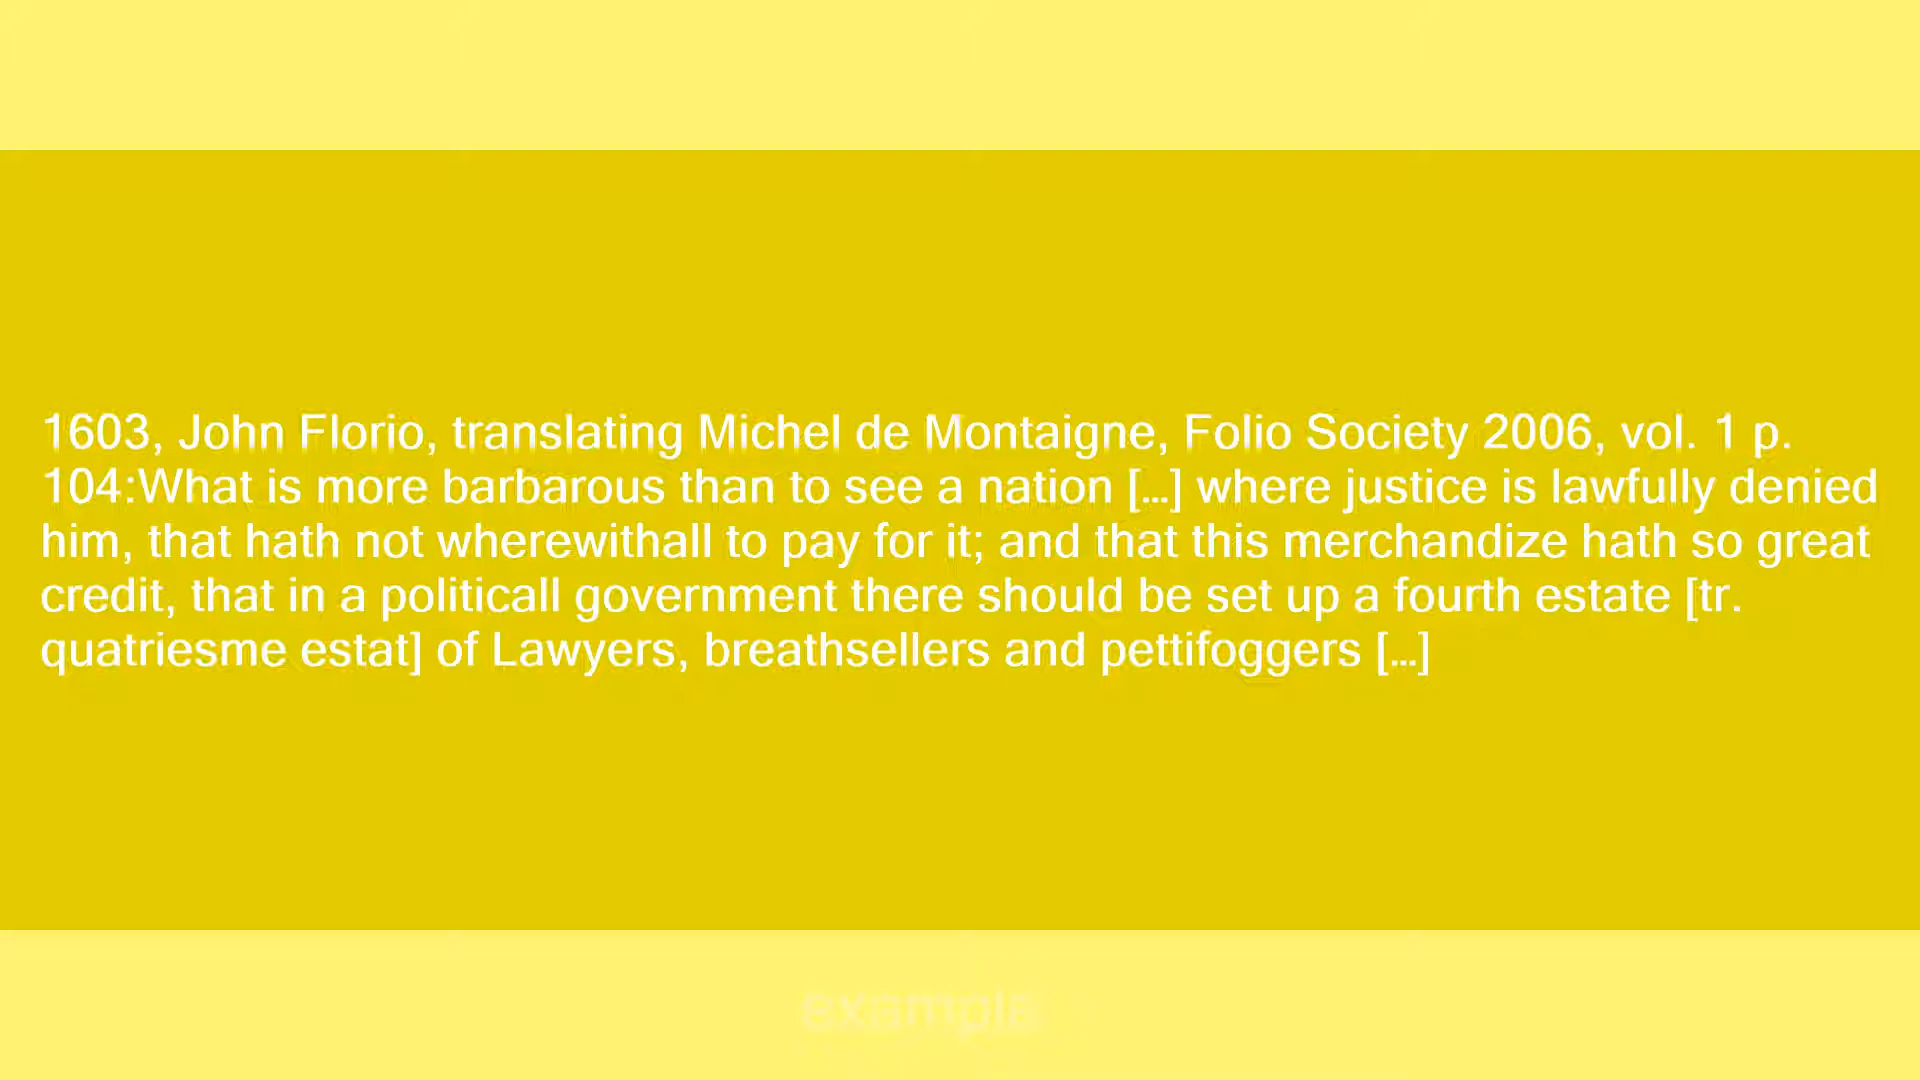 1603, John Florio, translating Michel de Montaigne, Folio Society 2006, vol. 1 p.
104:What is more barbarous than to see a nation [...] where justice is lawfully denied
him, that hath not wherewithall to pay for it; and that this merchandize hath so great
credit, that in a politicall government there should be set up a fourth estate [tr.
quatriesme estat] of Lawyers, breathsellers and pettifoggers [...]
example